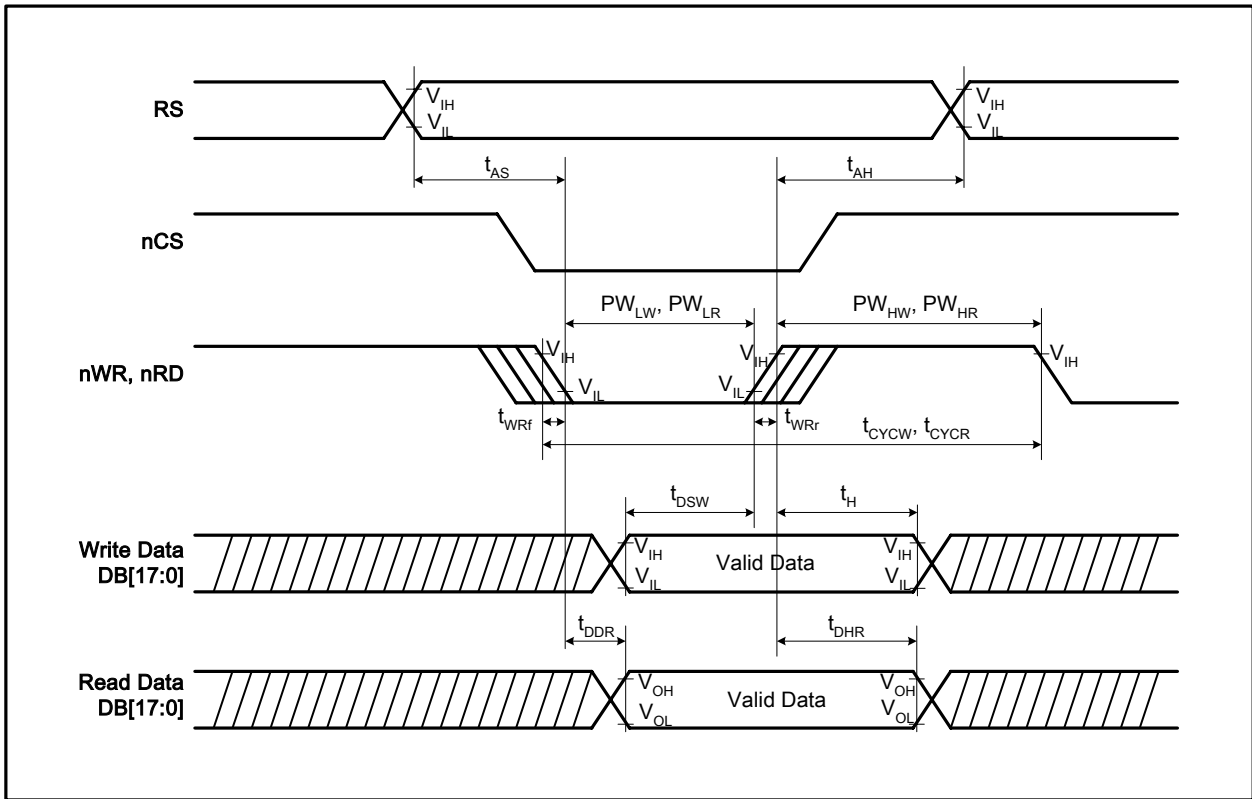 RS
V_IH
V_IL
V_IH
V_IL
t_AS
t_AH
nCS
PW_LW, PW_LR
PW_HW, PW_HR
nWR, nRD
V_IH
V_IL
V_IH
V_IL
V_IH
t_WRf
t_WRr
t_CYCW, t_CYCR
t_DSW
t_H
Write Data
DB[17:0]
V_IH
V_IL
Valid Data
V_IH
V_IL
t_DDR
t_DHR
Read Data
DB[17:0]
V_OH
V_OL
Valid Data
V_OH
V_OL